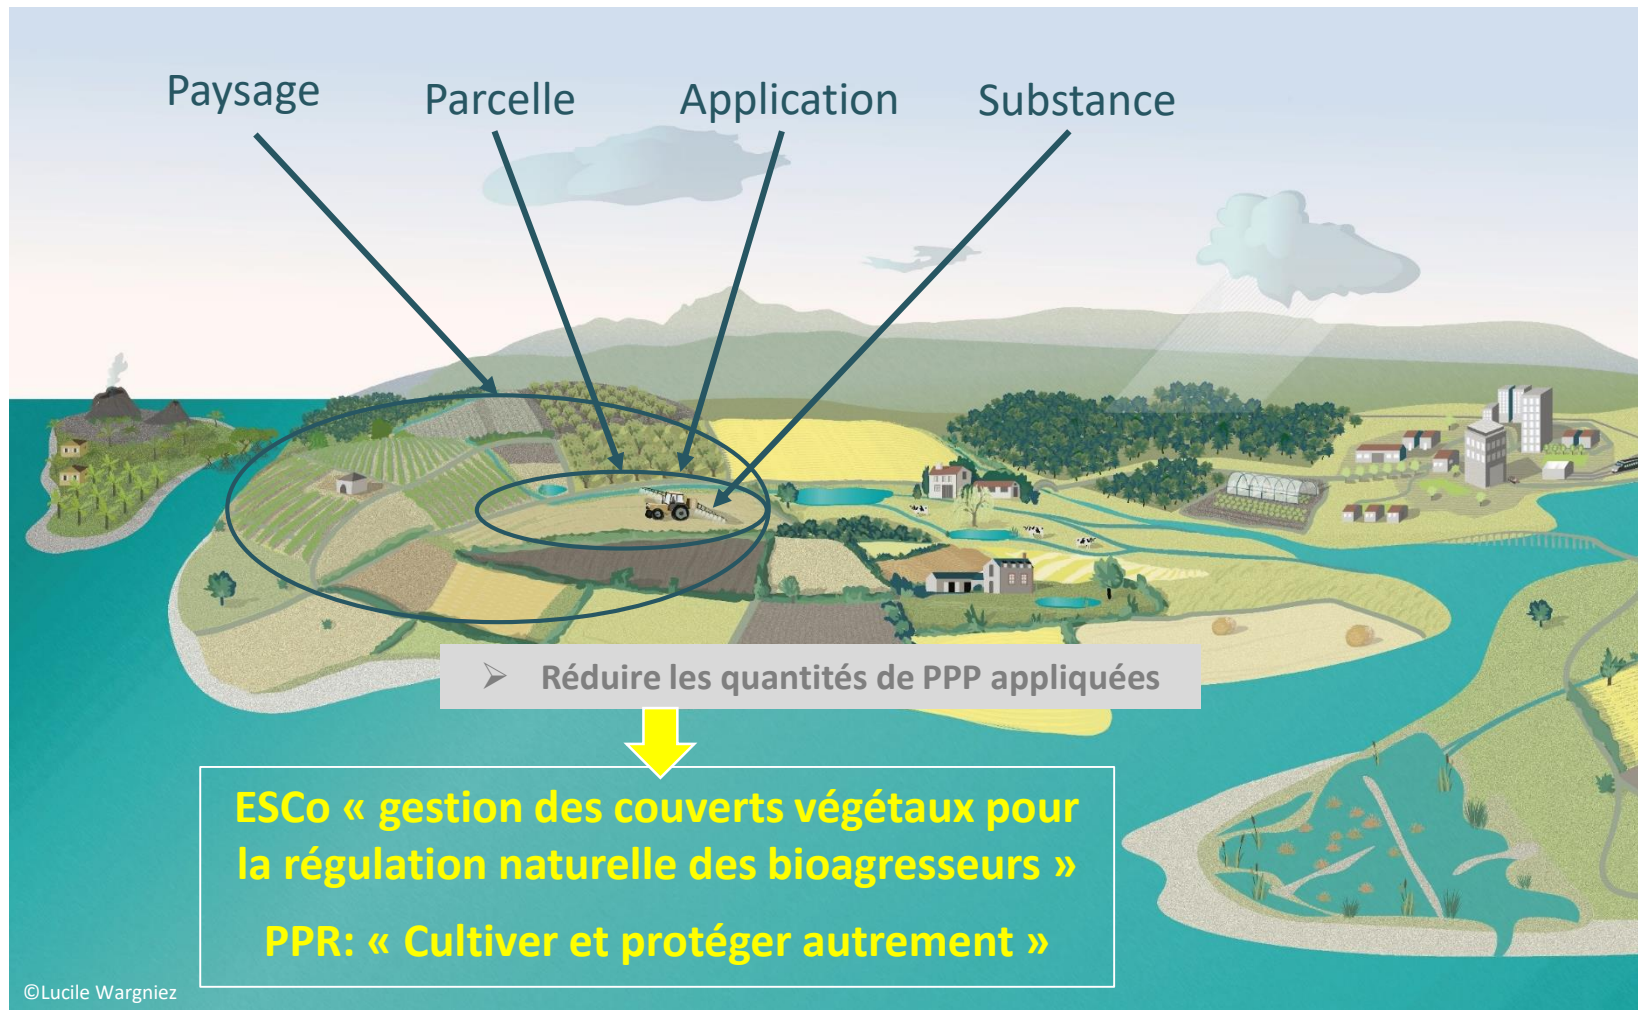 Paysage
Parcelle
Application
Substance
➢ Réduire les quantités de PPP appliquées
ESCo « gestion des couverts végétaux pour
la régulation naturelle des bioagresseurs »
PPR: « Cultiver et protéger autrement »
©Lucile Wargniez